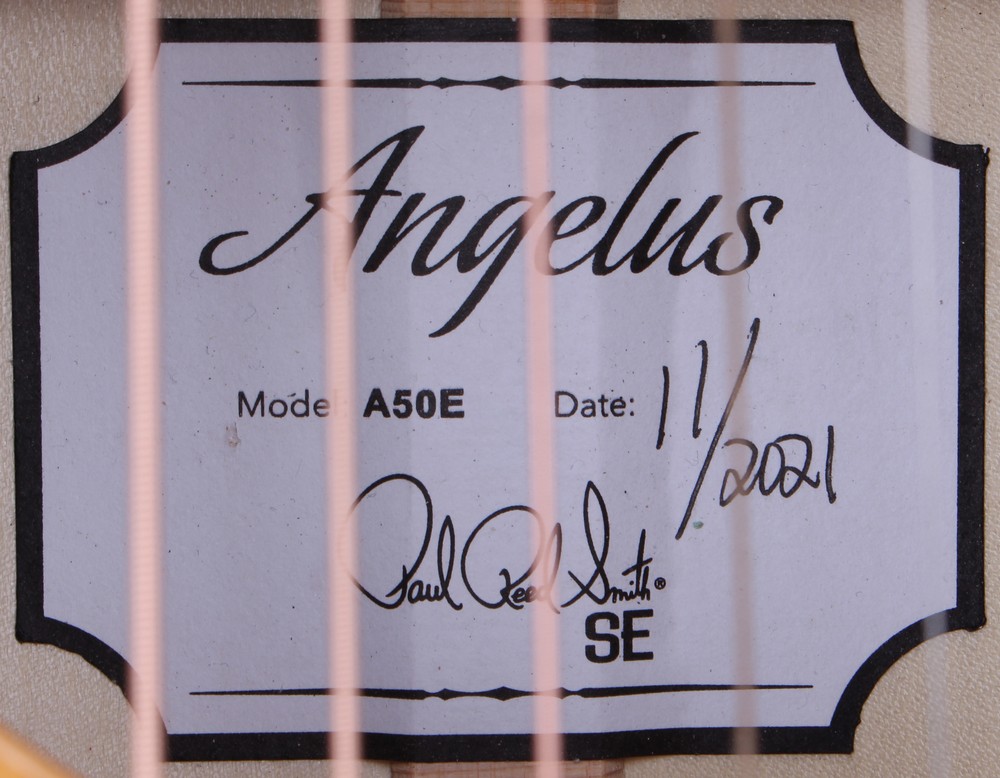 Angelus
Model: A50E Date: 11/2021
Paul Reed Smith®
SE